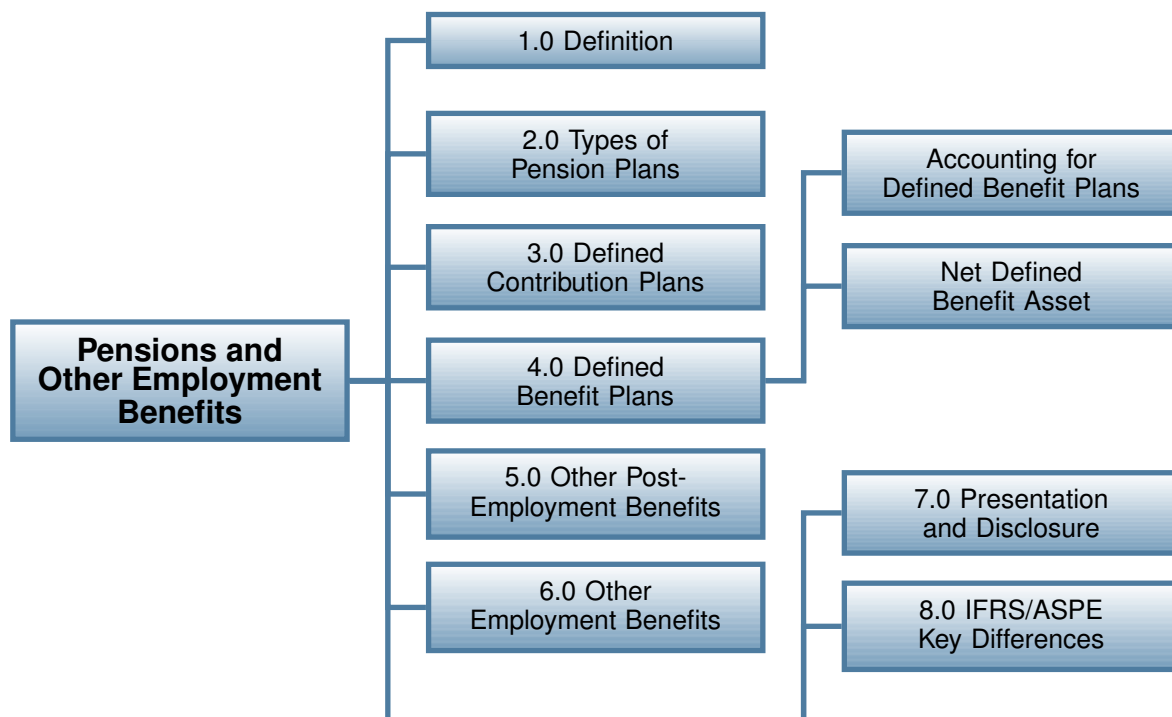 Pensions and
Other Employment
Benefits
1.0 Definition
2.0 Types of
Pension Plans
3.0 Defined
Contribution Plans
4.0 Defined
Benefit Plans
Accounting for
Defined Benefit Plans
Net Defined
Benefit Asset
5.0 Other Post-
Employment Benefits
6.0 Other
Employment Benefits
7.0 Presentation
and Disclosure
8.0 IFRS/ASPE
Key Differences